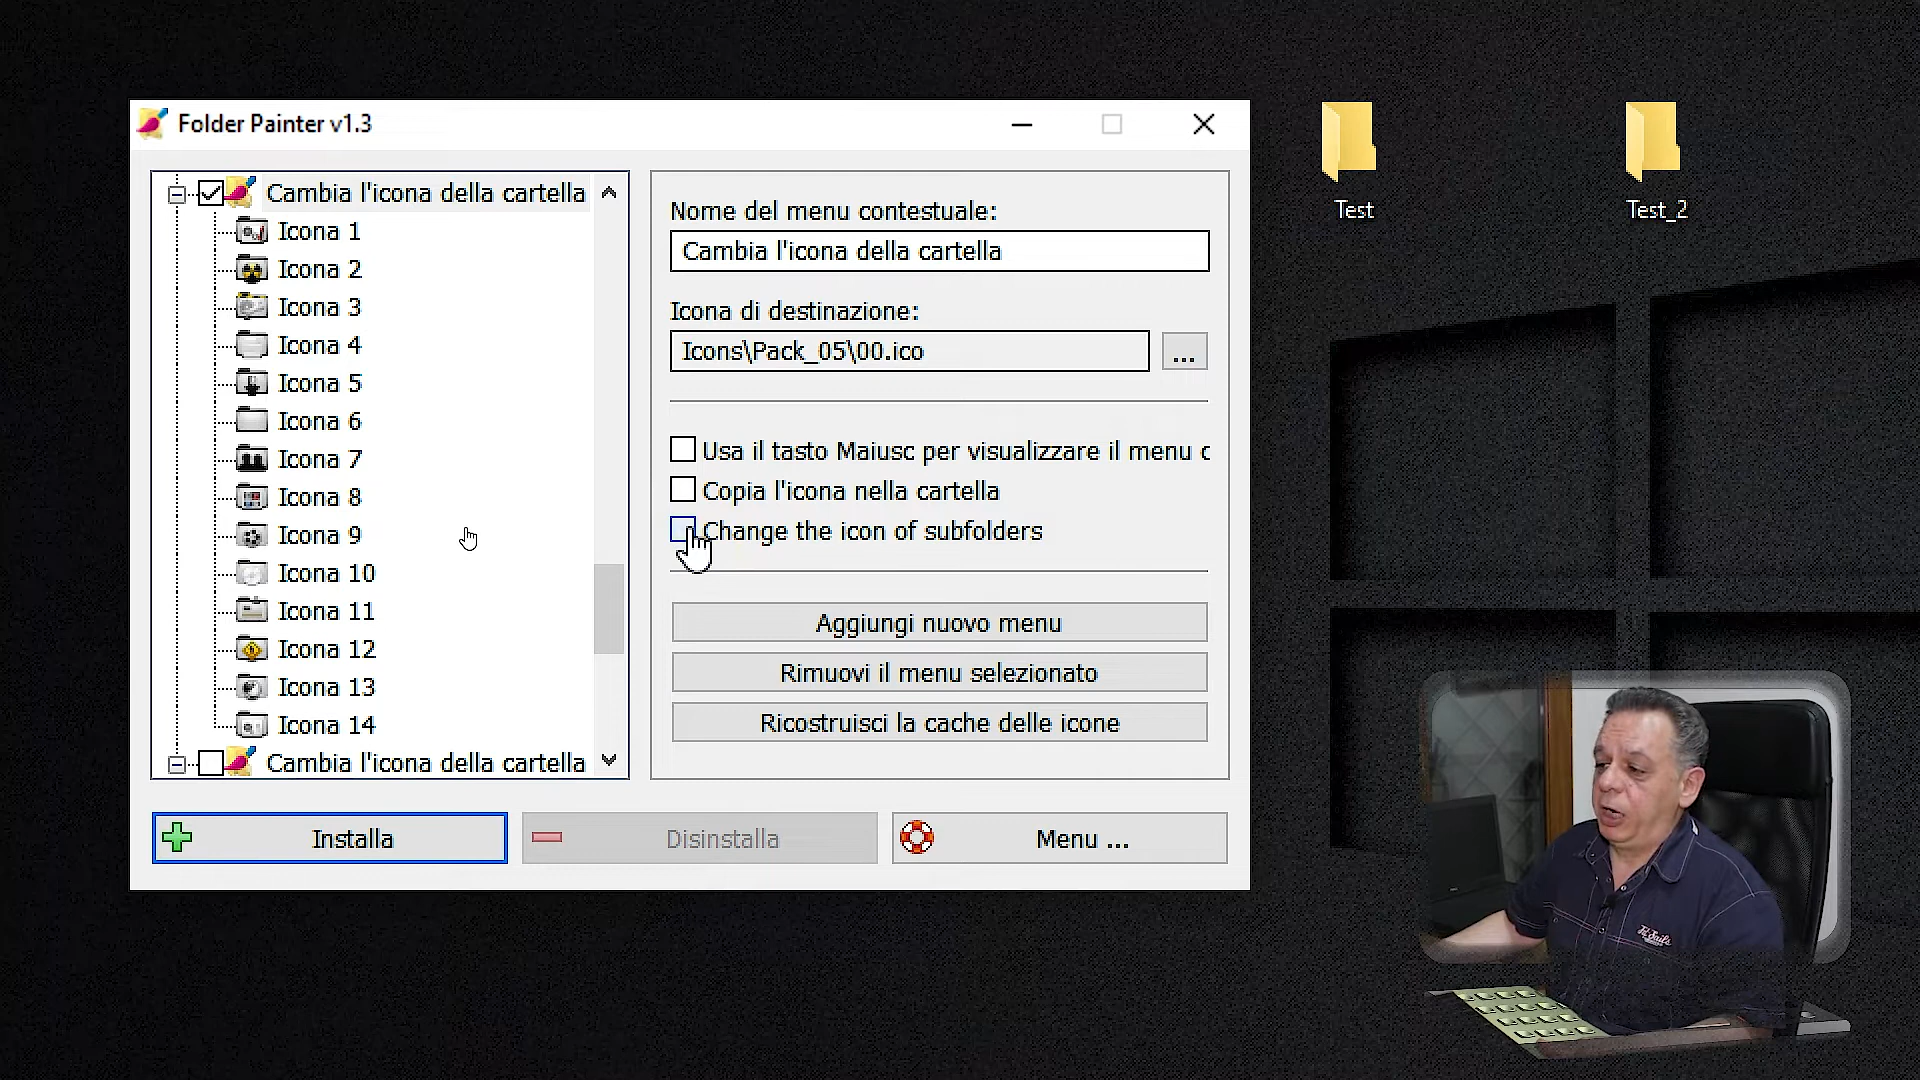 Folder Painter v1.3
Cambia l'icona della cartella
Icona 1
Icona 2
Icona 3
Icona 4
Icona 5
Icona 6
Icona 7
Icona 8
Icona 9
Icona 10
Icona 11
Icona 12
Icona 13
Icona 14
Cambia l'icona della cartella
Nome del menu contestuale:
Cambia l'icona della cartella
Icona di destinazione:
Icons\Pack_05\00.ico
...
Usa il tasto Maiusc per visualizzare il menu c
Copia l'icona nella cartella
Change the icon of subfolders
Aggiungi nuovo menu
Rimuovi il menu selezionato
Ricostruisci la cache delle icone
Installa
Disinstalla
Menu ...
Test
Test_2